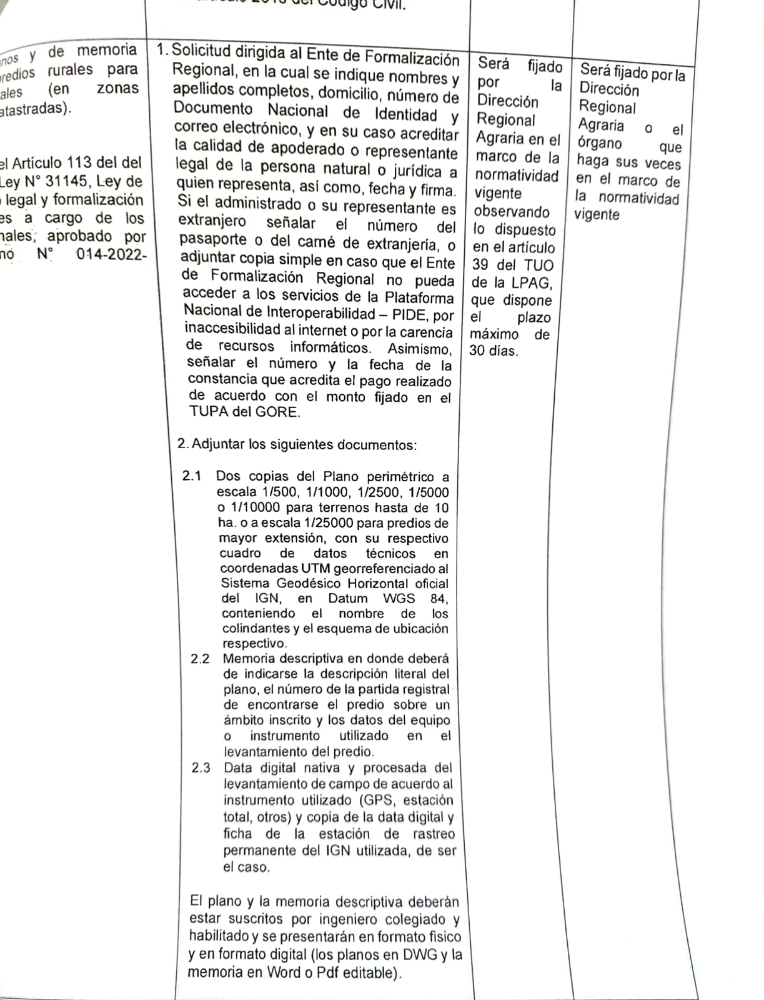 del Código Civil.
y de memoria
rurales para
(en zonas
el Artículo 113 del del
Ley N° 31145, Ley de
legal y formalización
a cargo de los
aprobado por
N° 014-2022-
1. Solicitud dirigida al Ente de Formalización
Regional, en la cual se indique nombres y
apellidos completos, domicilio, número de
Documento Nacional de Identidad y
correo electrónico, y en su caso acreditar
la calidad de apoderado o representante
legal de la persona natural o jurídica a
quien representa, así como, fecha y firma.
Si el administrado o su representante es
extranjero señalar el número del
pasaporte o del carné de extranjería, o
adjuntar copia simple en caso que el Ente
de Formalización Regional no pueda
acceder a los servicios de la Plataforma
Nacional de Interoperabilidad – PIDE, por
inaccesibilidad al internet o por la carencia
de recursos informáticos. Asimismo,
señalar el número y la fecha de la
constancia que acredita el pago realizado
de acuerdo con el monto fijado en el
TUPA del GORE.
2. Adjuntar los siguientes documentos:
2.1 Dos copias del Plano perimétrico a
escala 1/500, 1/1000, 1/2500, 1/5000
o 1/10000 para terrenos hasta de 10
ha. o a escala 1/25000 para predios de
mayor extensión, con su respectivo
cuadro de datos técnicos en
coordenadas UTM georreferenciado al
Sistema Geodésico Horizontal oficial
del IGN, en Datum WGS 84,
conteniendo el nombre de los
colindantes y el esquema de ubicación
respectivo.
2.2 Memoria descriptiva en donde deberá
de indicarse la descripción literal del
plano, el número de la partida registral
de encontrarse el predio sobre un
ámbito inscrito y los datos del equipo
o instrumento utilizado en el
levantamiento del predio.
2.3 Data digital nativa y procesada del
levantamiento de campo de acuerdo al
instrumento utilizado (GPS, estación
total, otros) y copia de la data digital y
ficha de la estación de rastreo
permanente del IGN utilizada, de ser
el caso.
El plano y la memoria descriptiva deberán
estar suscritos por ingeniero colegiado y
habilitado y se presentarán en formato físico
y en formato digital (los planos en DWG y la
memoria en Word o Pdf editable).
Será fijado
por la
Dirección
Regional
Agraria en el
marco de la
normatividad
vigente
observando
lo dispuesto
en el artículo
39 del TUO
de la LPAG,
que dispone
el plazo
máximo de
30 días.
Será fijado por la
Dirección
Regional
Agraria o el
órgano que
haga sus veces
en el marco de
la normatividad
vigente